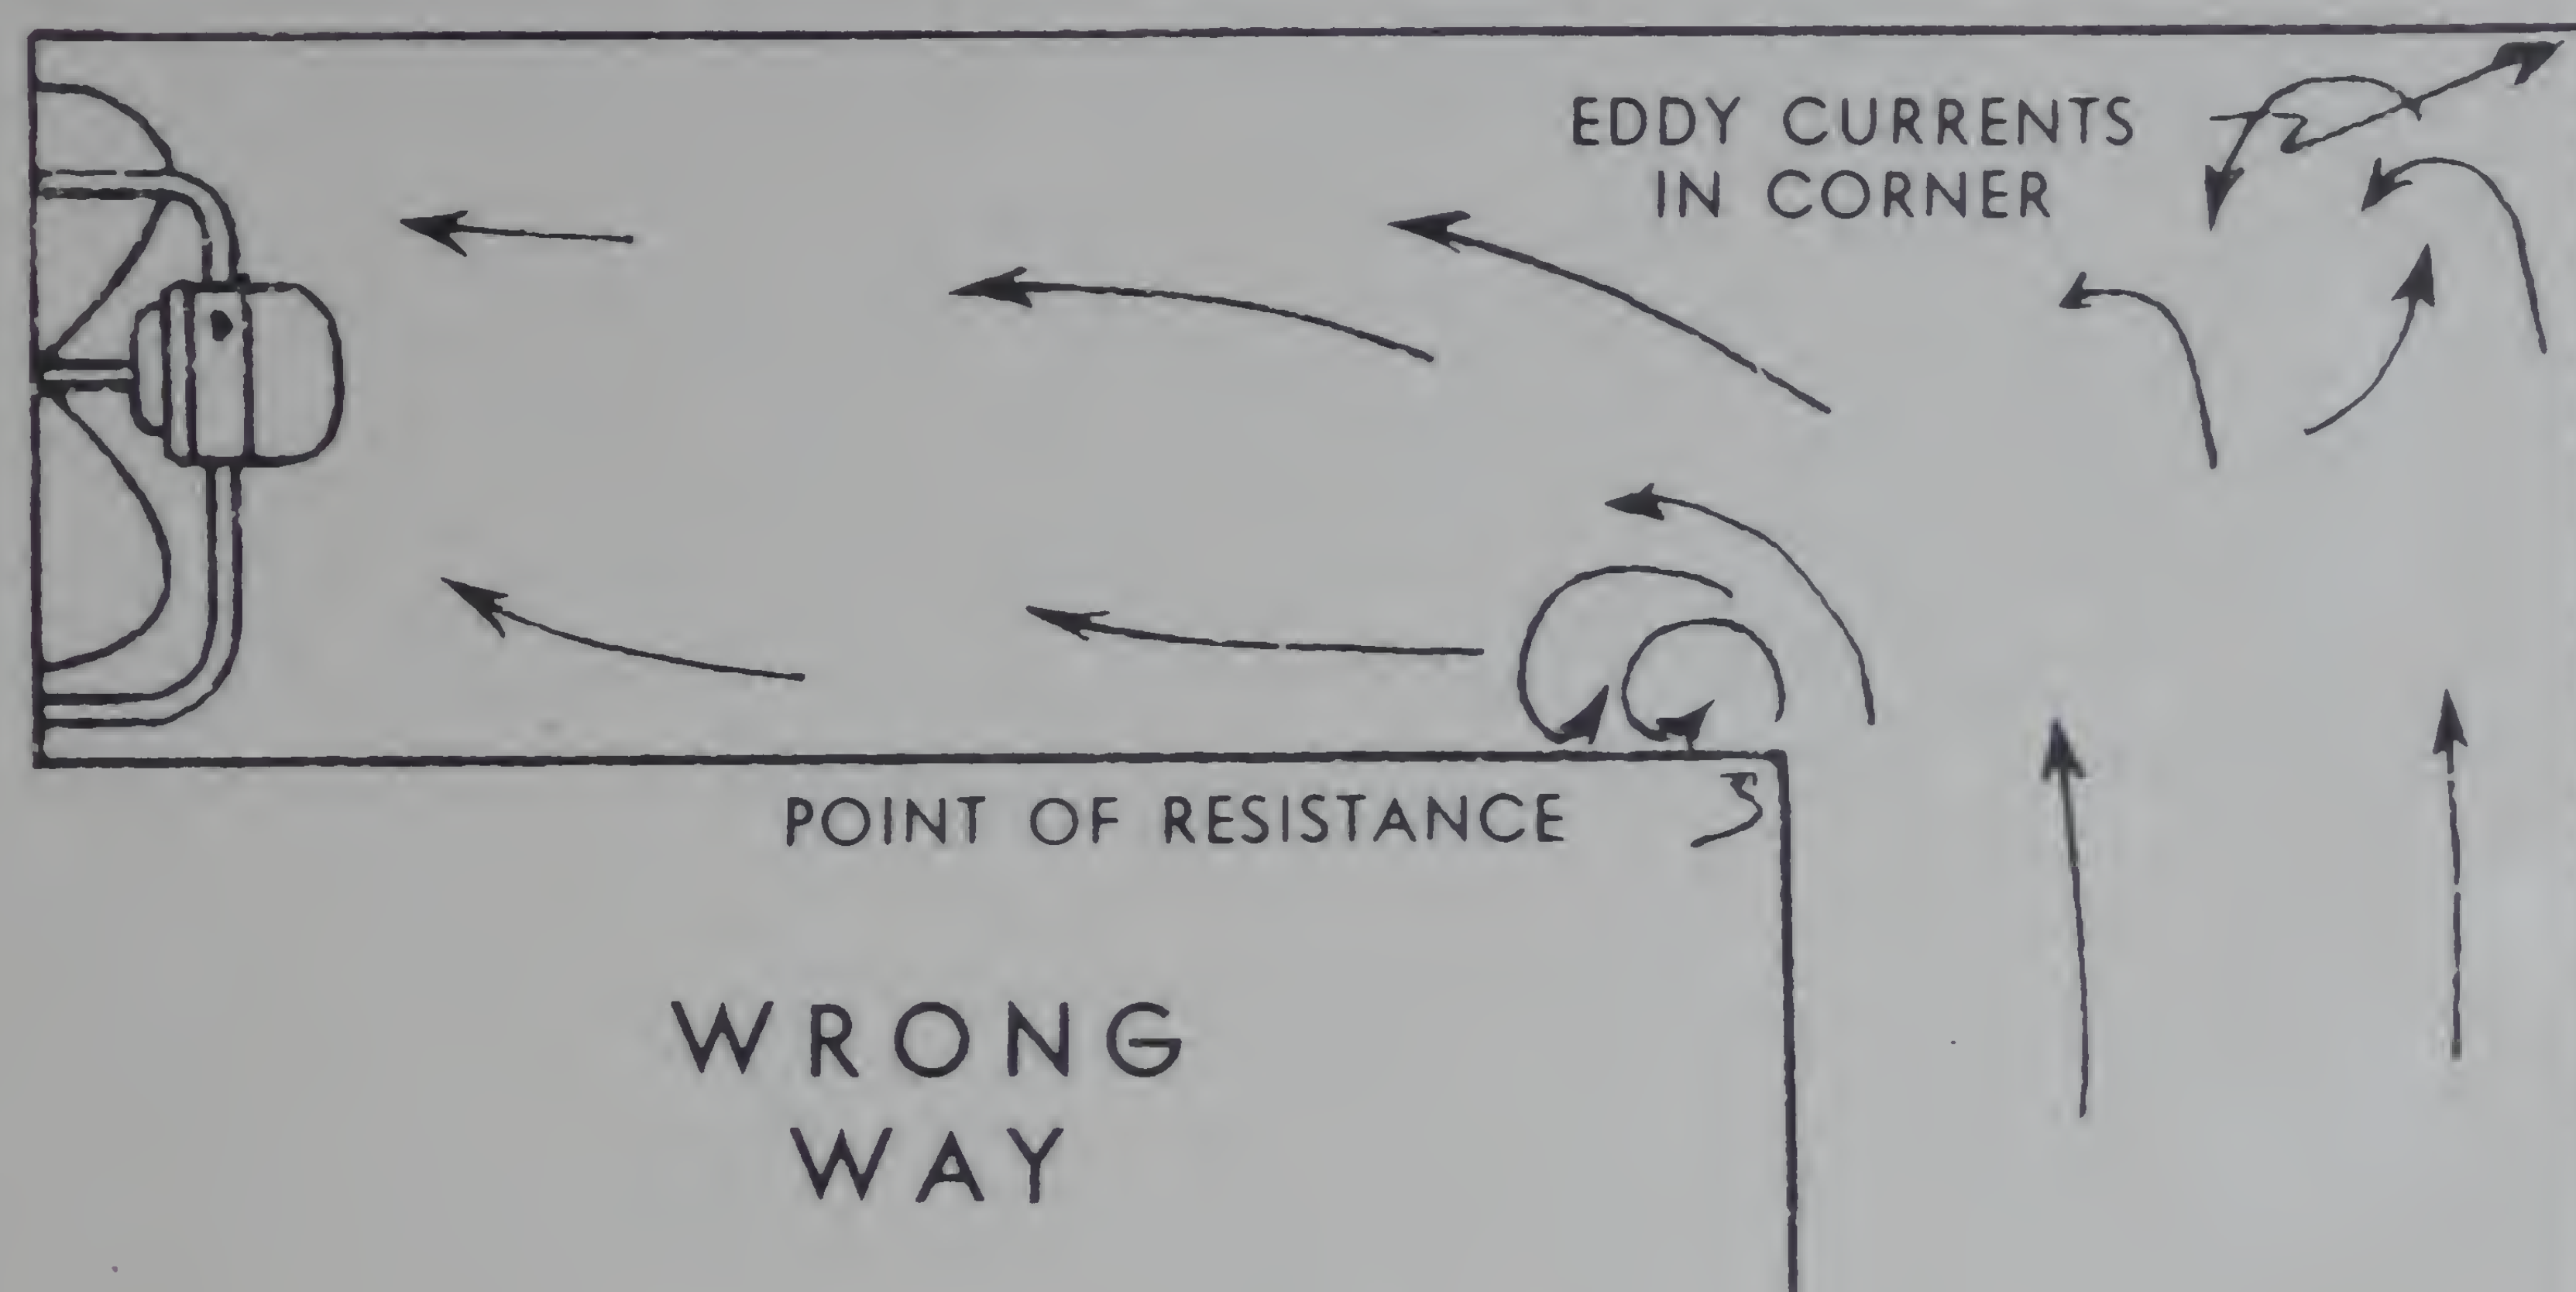 EDDY CURRENTS
IN CORNER
POINT OF RESISTANCE
WRONG
WAY